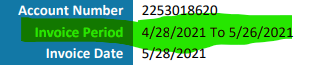 Account Number 2253018620
Invoice Period 4/28/2021 To 5/26/2021
Invoice Date 5/28/2021